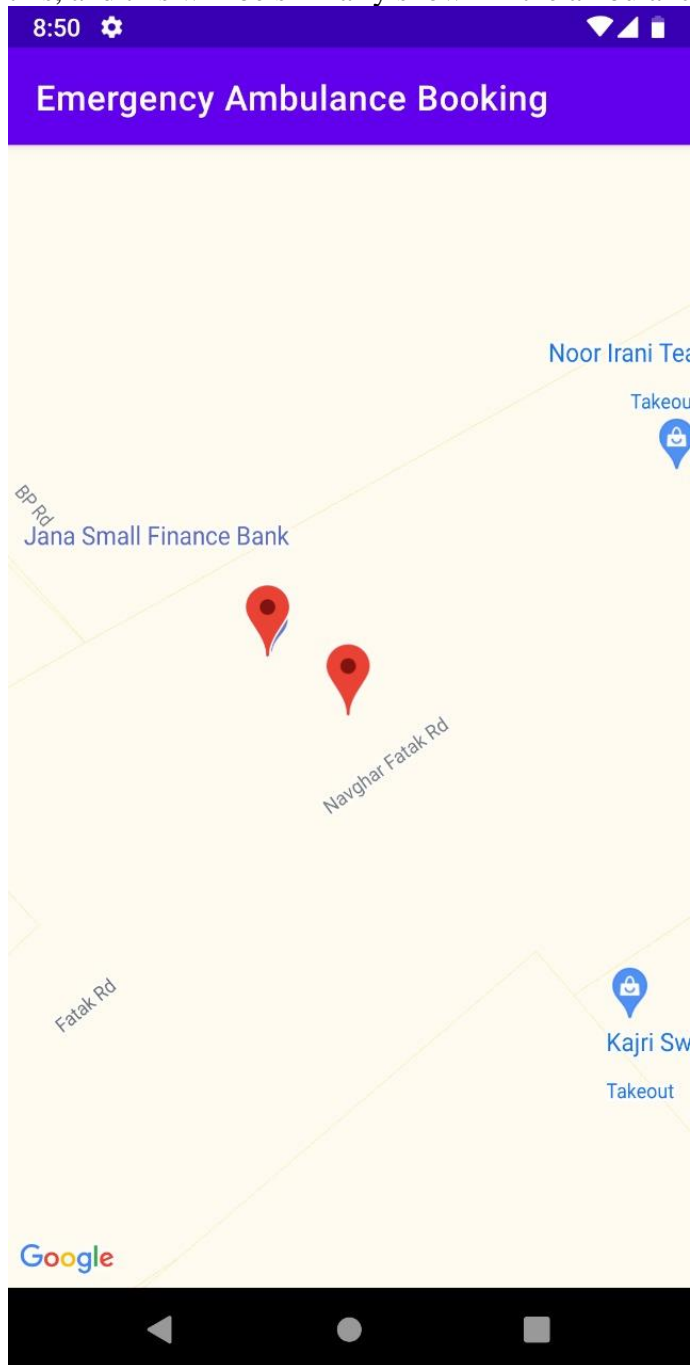 8:50
Emergency Ambulance Booking
Noor Irani Tea
Takeou
BP Rd
Jana Small Finance Bank
Navghar Fatak Rd
Fatak Rd
Kajri Sw
Takeout
Google